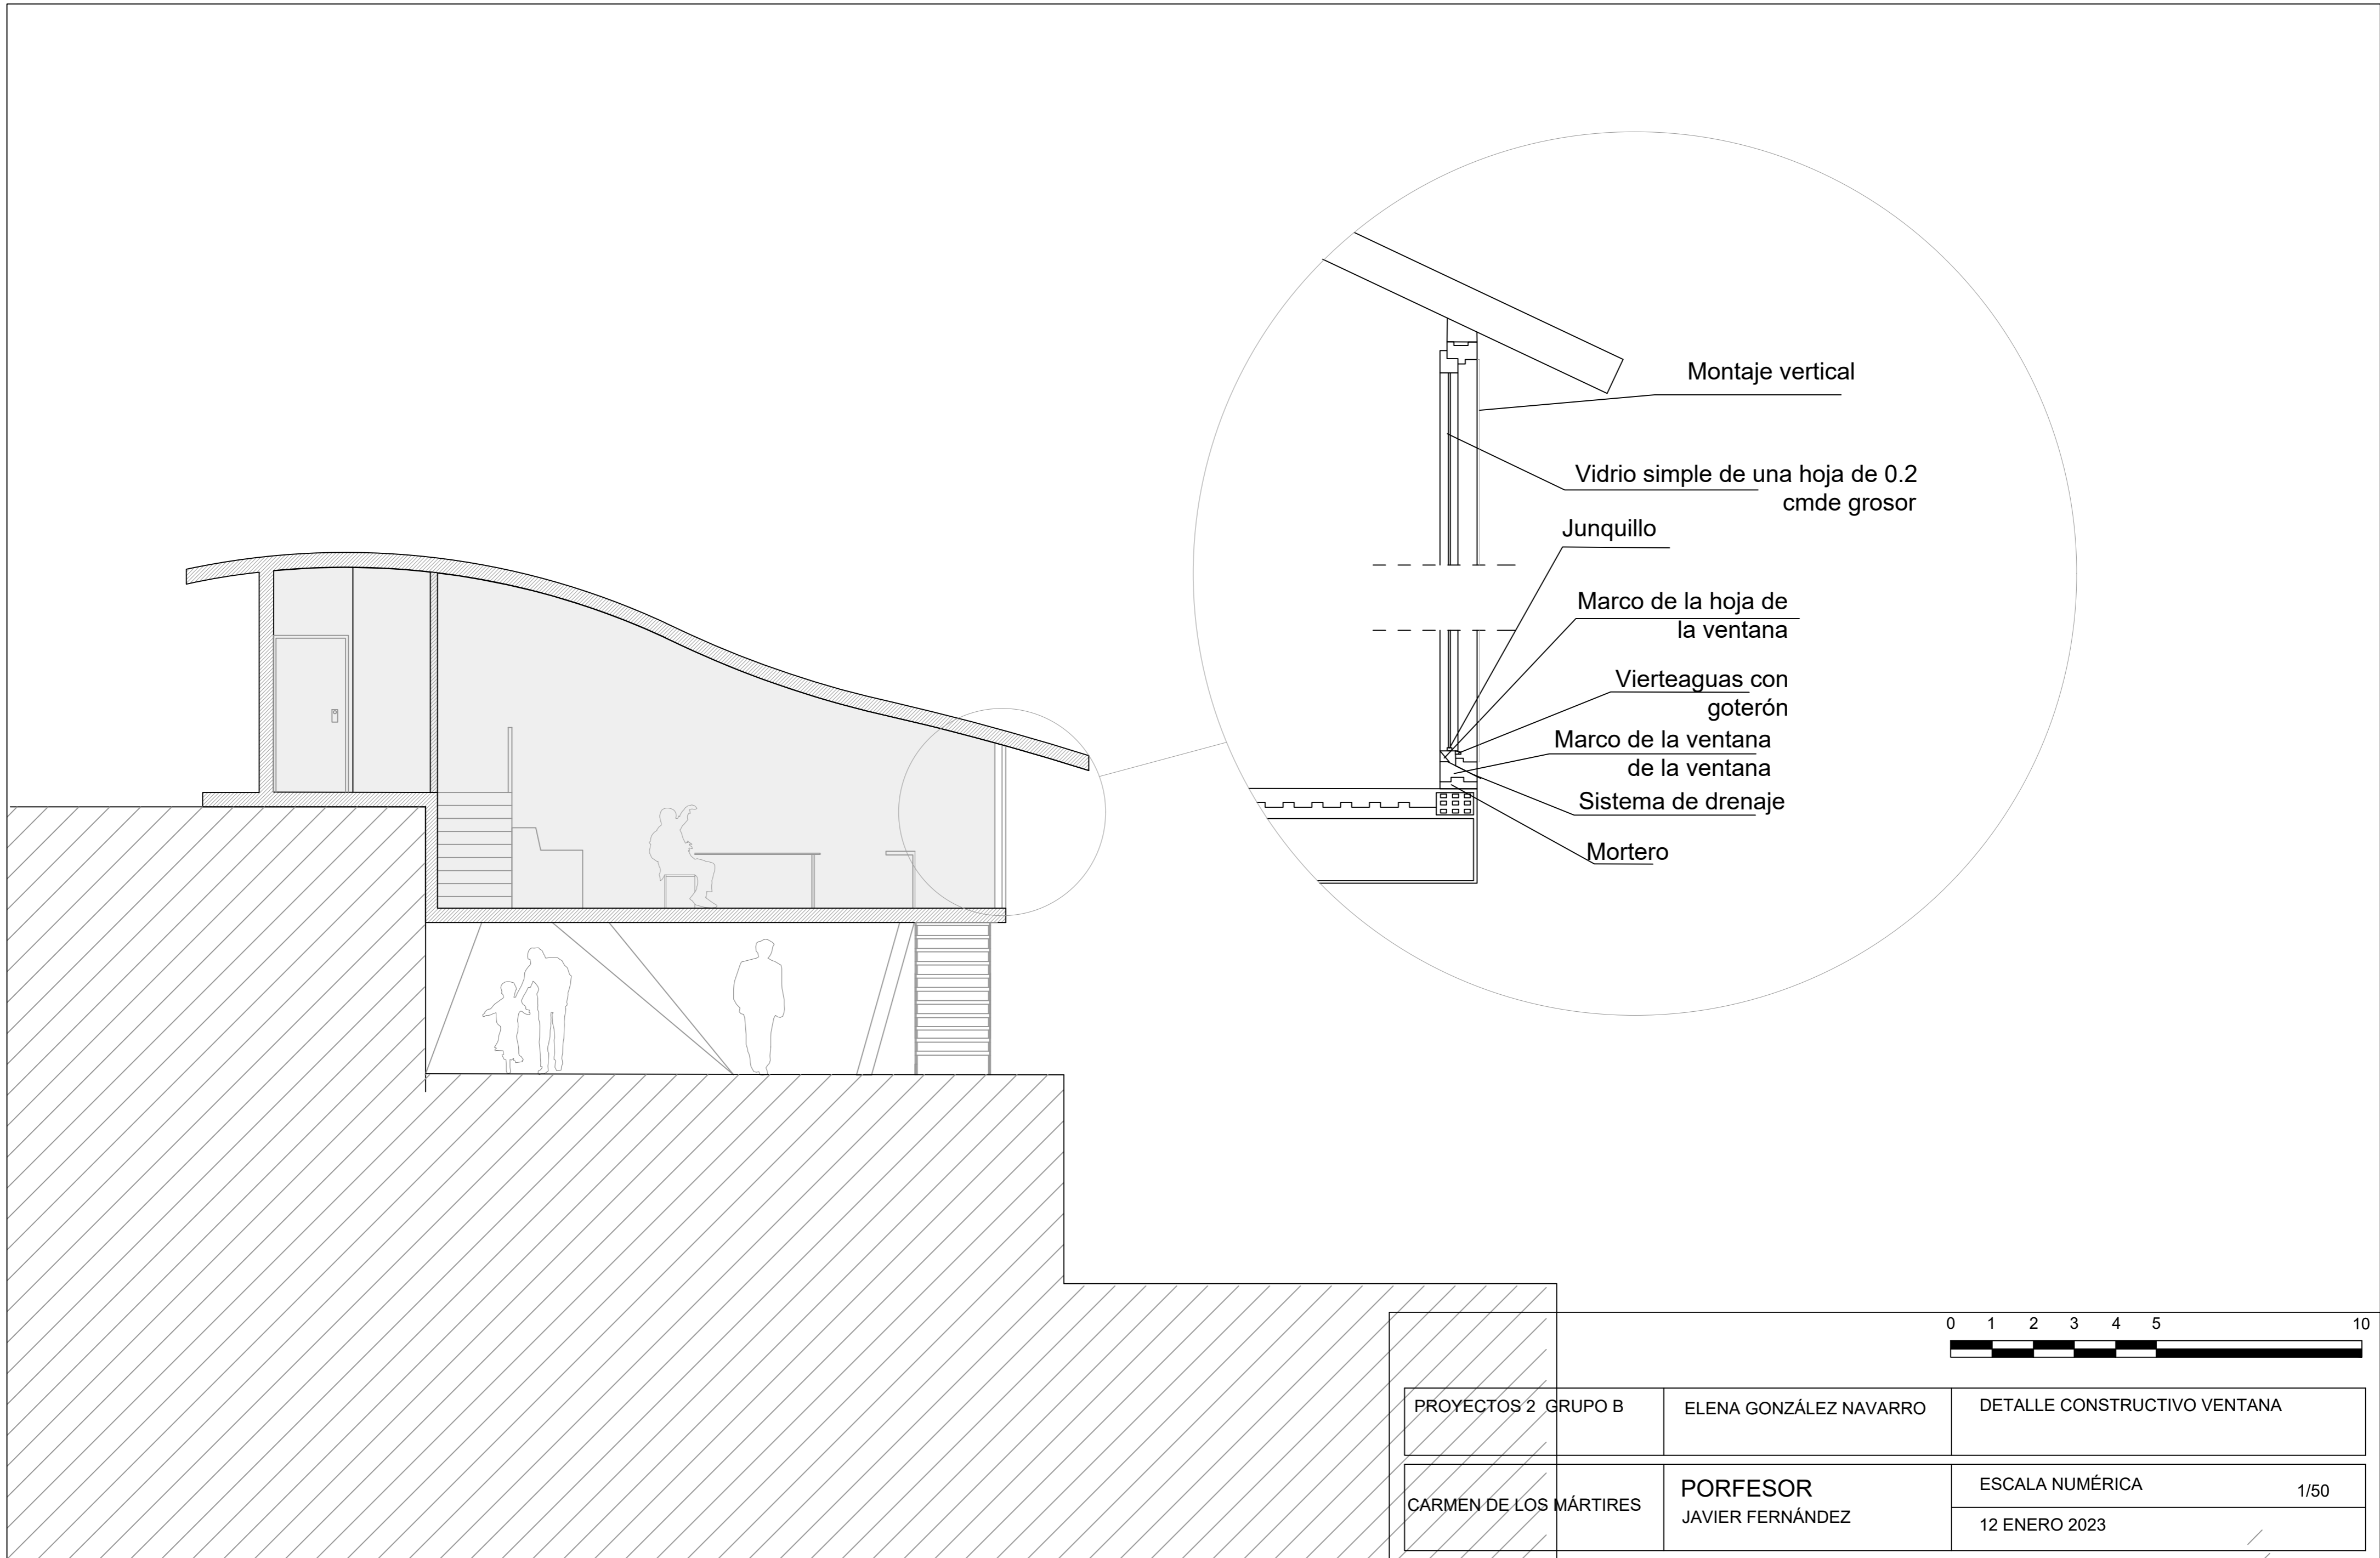 Montaje vertical
Vidrio simple de una hoja de 0.2
cmde grosor
Junquillo
Marco de la hoja de
la ventana
Vierteaguas con
goterón
Marco de la ventana
de la ventana
Sistema de drenaje
Mortero
0 1 2 3 4 5 10
PROYECTOS 2 GRUPO B
ELENA GONZÁLEZ NAVARRO
DETALLE CONSTRUCTIVO VENTANA
CARMEN DE LOS MÁRTIRES
PORFESOR
JAVIER FERNÁNDEZ
ESCALA NUMÉRICA 1/50
12 ENERO 2023